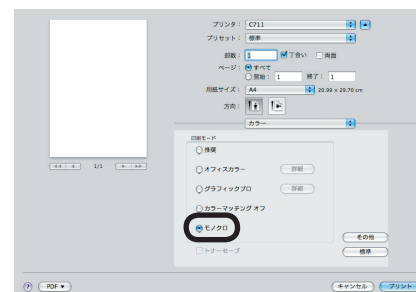 プリンタ： C711
プリセット： 標準
部数： 1 丁合い 両面
ページ： すべて
開始： 1 終了： 1
用紙サイズ： A4 20.99 x 29.70 cm
方向：
カラー
印刷モード
推奨
オフィスカラー 詳細
グラフィックプロ 詳細
カラーマッチング オフ
モノクロ
トナーセーブ
その他
標準
1/1
? PDF キャンセル プリント